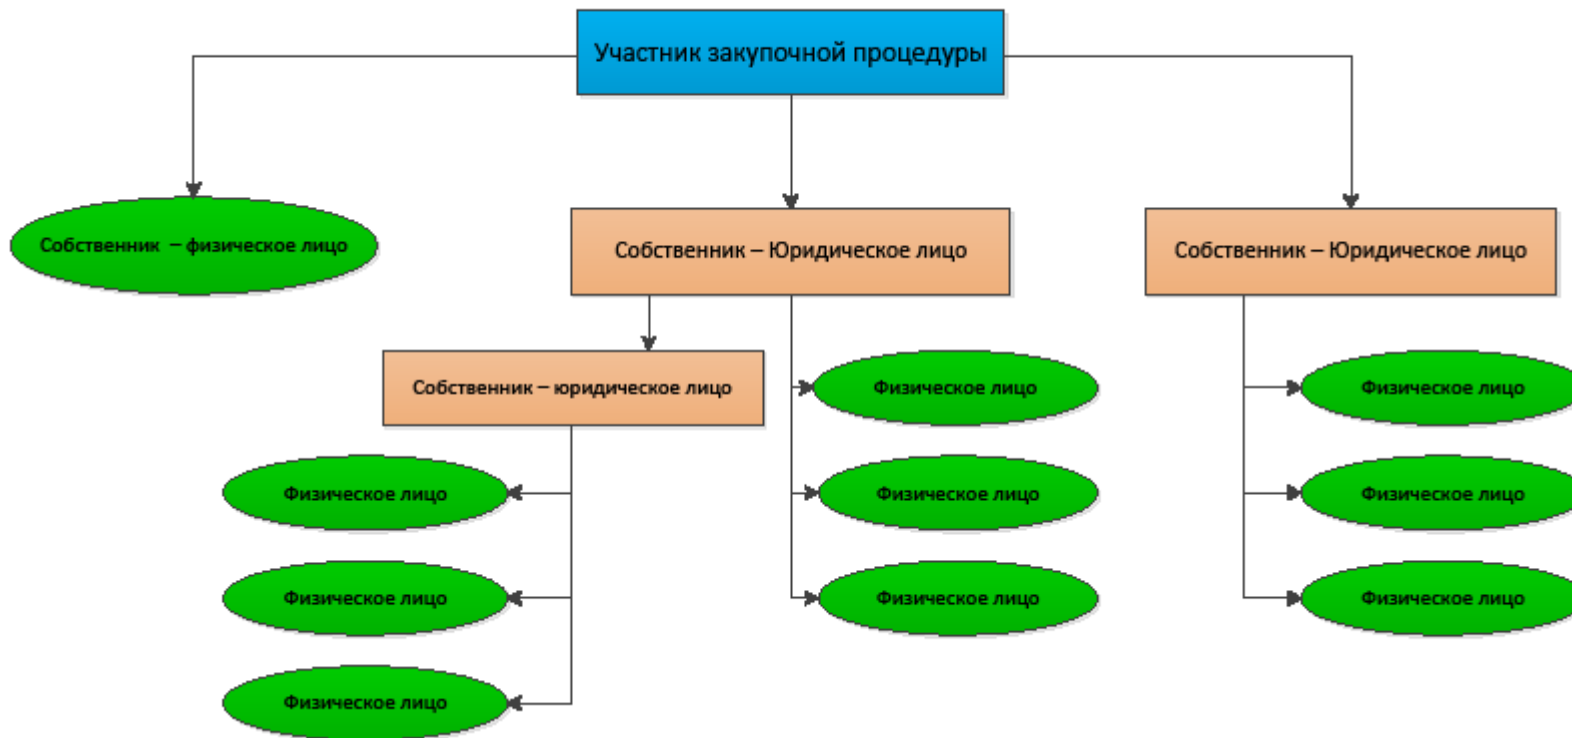 Участник закупочной процедуры
Собственник – физическое лицо
Собственник – Юридическое лицо
Собственник – Юридическое лицо
Собственник – юридическое лицо
Физическое лицо
Физическое лицо
Физическое лицо
Физическое лицо
Физическое лицо
Физическое лицо
Физическое лицо
Физическое лицо
Физическое лицо